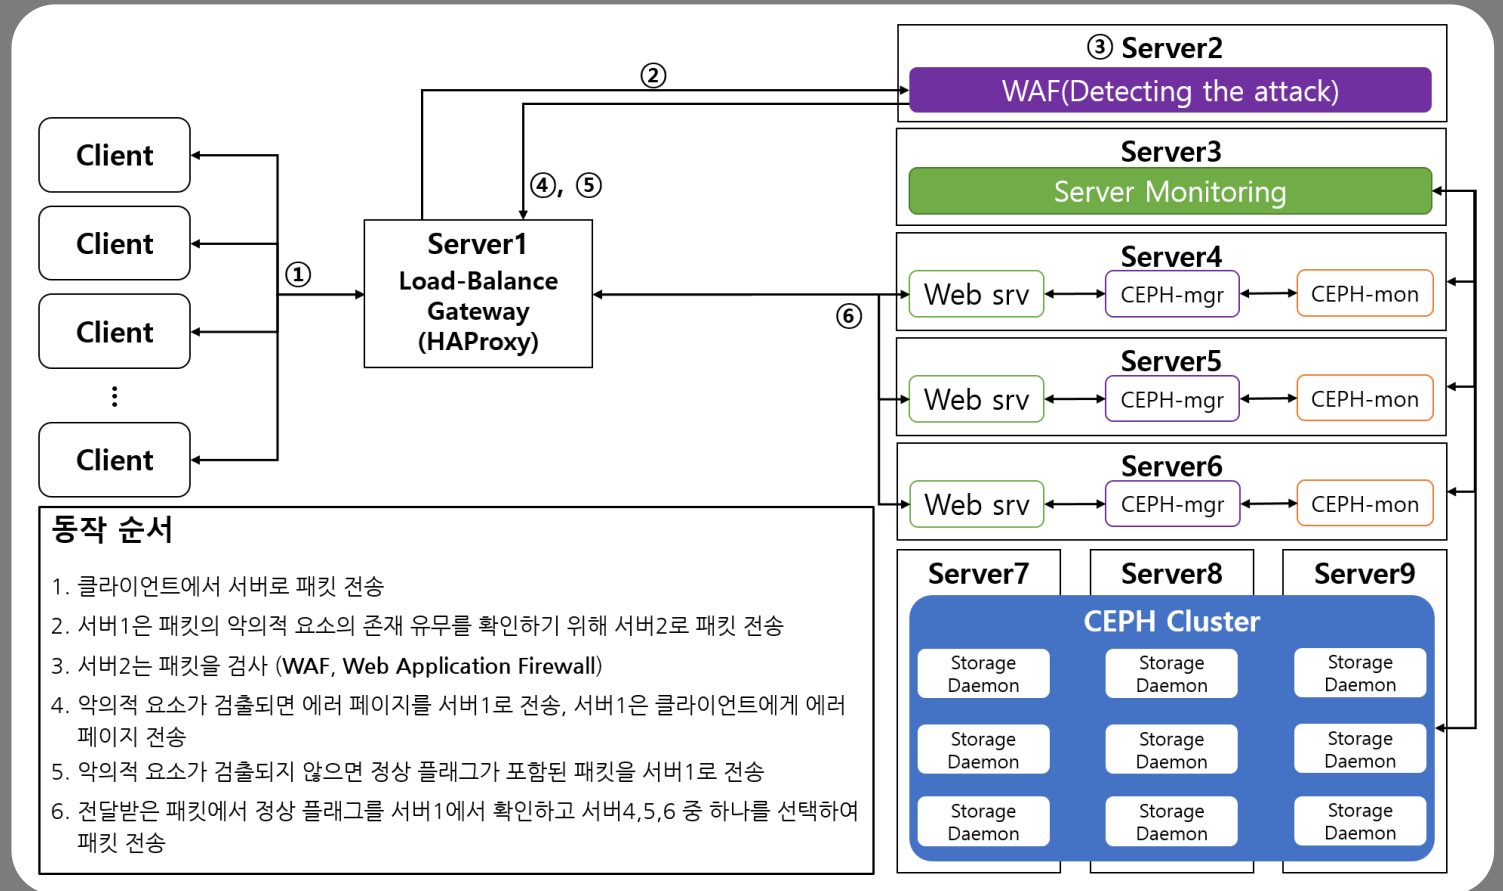 ②
③ Server2
WAF(Detecting the attack)
Client
Client
Client
⋮
Client
①
④, ⑤
Server1
Load-Balance
Gateway
(HAProxy)
⑥
Server3
Server Monitoring
Server4
Web srv
CEPH-mgr
CEPH-mon
Server5
Web srv
CEPH-mgr
CEPH-mon
Server6
Web srv
CEPH-mgr
CEPH-mon
Server7
Server8
Server9
CEPH Cluster
Storage
Daemon
Storage
Daemon
Storage
Daemon
Storage
Daemon
Storage
Daemon
Storage
Daemon
Storage
Daemon
Storage
Daemon
Storage
Daemon
동작 순서
1. 클라이언트에서 서버로 패킷 전송
2. 서버1은 패킷의 악의적 요소의 존재 유무를 확인하기 위해 서버2로 패킷 전송
3. 서버2는 패킷을 검사 (WAF, Web Application Firewall)
4. 악의적 요소가 검출되면 에러 페이지를 서버1로 전송, 서버1은 클라이언트에게 에러
페이지 전송
5. 악의적 요소가 검출되지 않으면 정상 플래그가 포함된 패킷을 서버1로 전송
6. 전달받은 패킷에서 정상 플래그를 서버1에서 확인하고 서버4,5,6 중 하나를 선택하여
패킷 전송